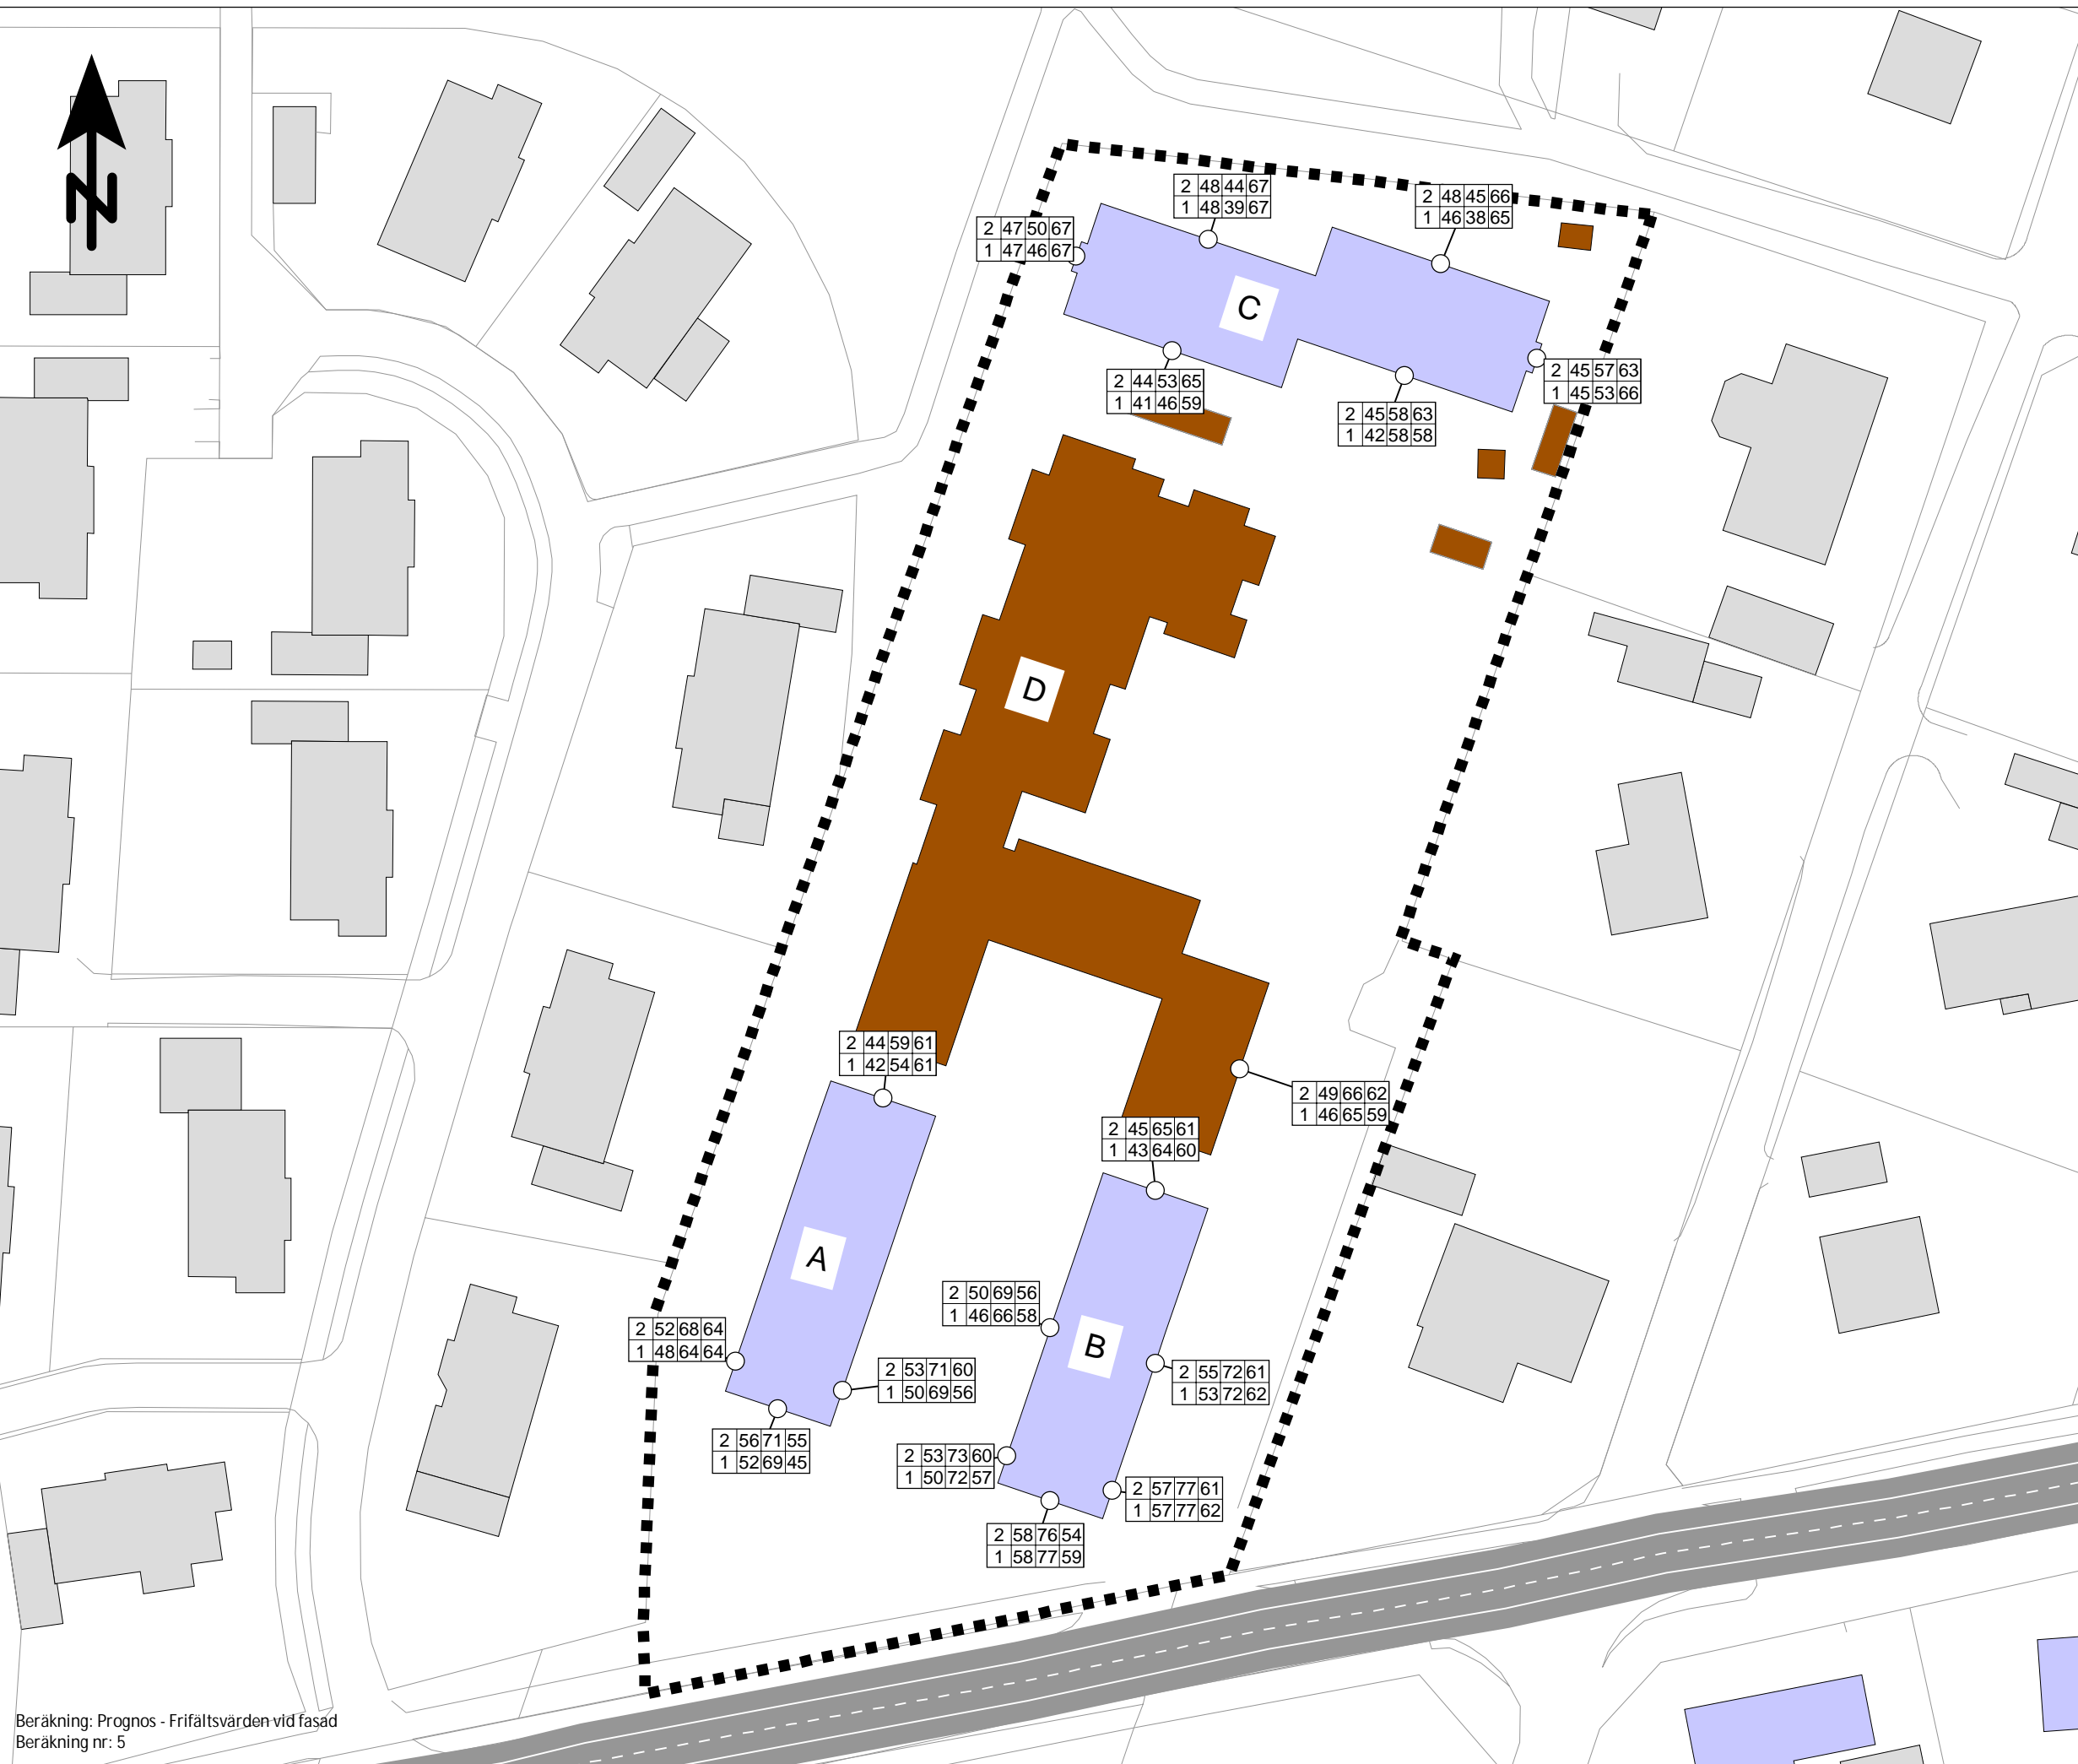 N
2 48 44 67
1 48 39 67
2 48 45 66
1 46 38 65
2 47 50 67
1 47 46 67
C
2 44 53 65
1 41 46 59
2 45 57 63
1 45 53 66
2 45 58 63
1 42 58 58
D
2 44 59 61
1 42 54 61
2 49 66 62
1 46 65 59
2 45 65 61
1 43 64 60
A
2 50 69 56
1 46 66 58
B
2 52 68 64
1 48 64 64
2 53 71 60
1 50 69 56
2 55 72 61
1 53 72 62
2 56 71 55
1 52 69 45
2 53 73 60
1 50 72 57
2 57 77 61
1 57 77 62
2 58 76 54
1 58 77 59
Beräkning: Prognos - Frifältsvärden vid fasad
Beräkning nr: 5